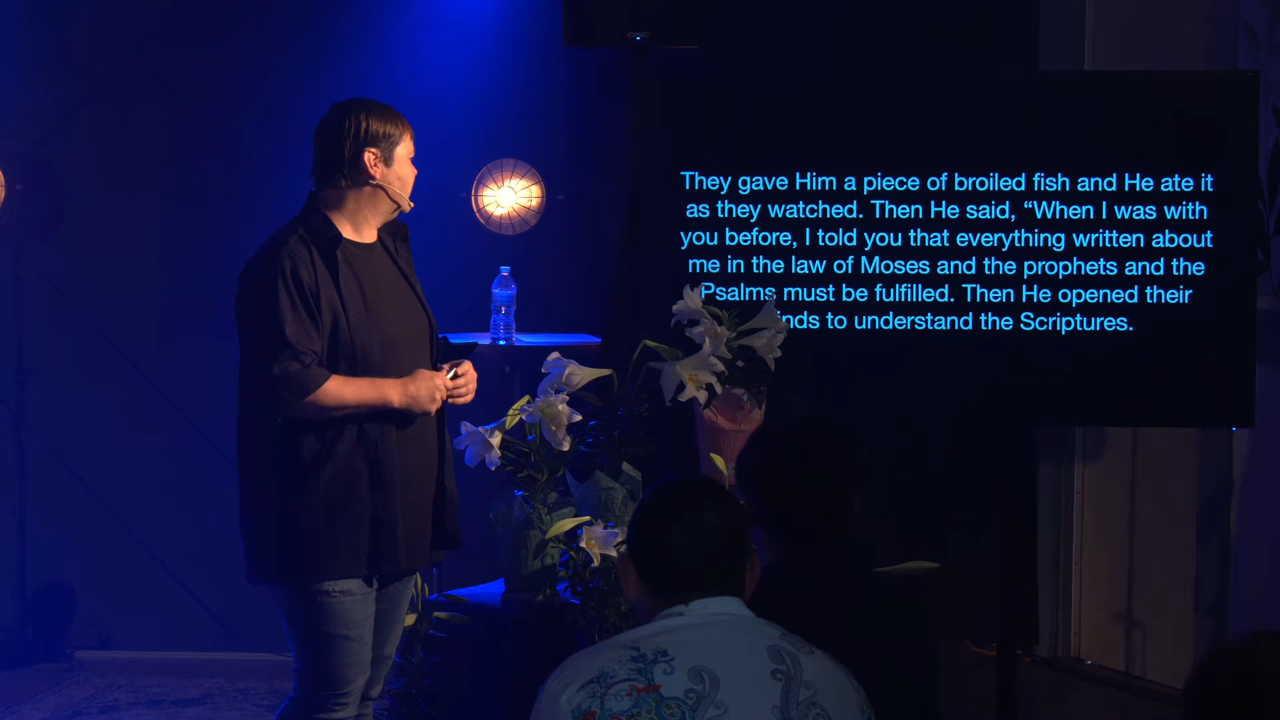 They gave Him a piece of broiled fish and He ate it
as they watched. Then He said, “When I was with
you before, I told you that everything written about
me in the law of Moses and the prophets and the
Psalms must be fulfilled. Then He opened their
to understand the Scriptures.